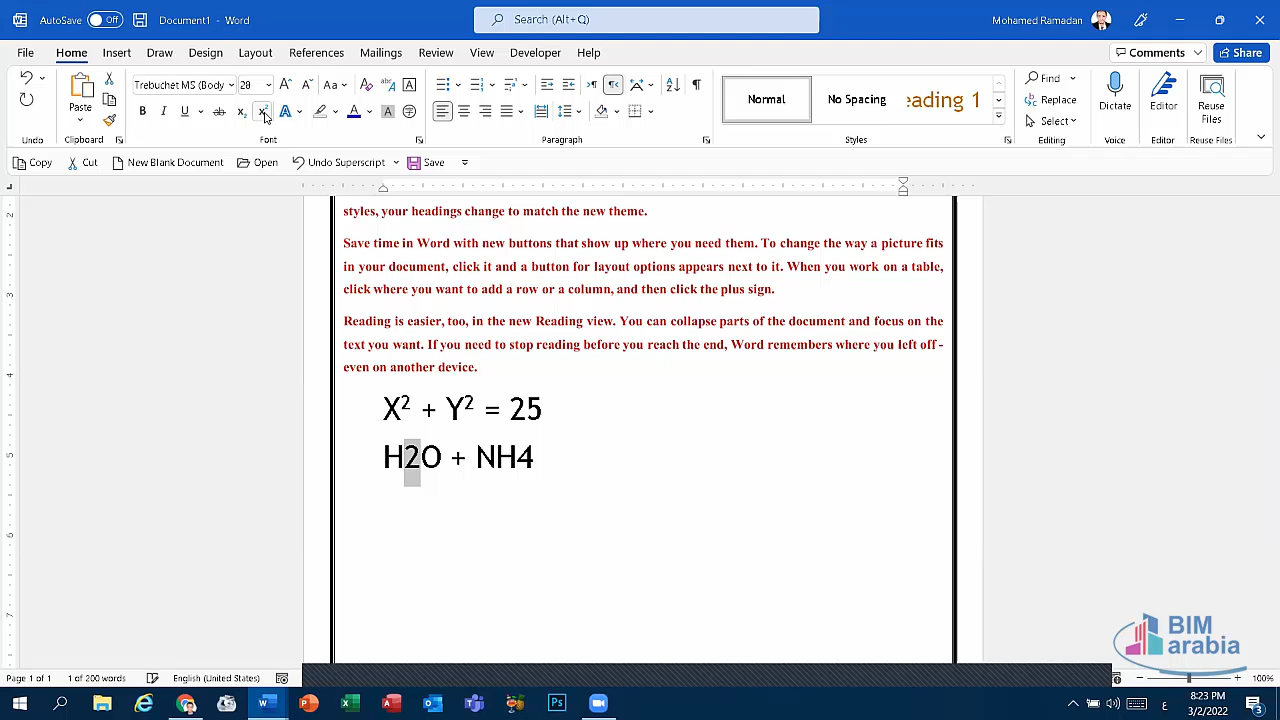 AutoSave Off Document1 - Word Search (Alt+Q) Mohamed Ramadan
File Home Insert Draw Design Layout References Mailings Review View Developer Help Comments Share
Trebuchet MS (Body 28 Aa
Paste
Normal No Spacing eading 1
Find Replace Select
Dictate Editor Reuse Files
Undo Clipboard Font Paragraph Styles Editing Voice Editor Reuse Files
Copy Cut New Blank Document Open Undo Superscript Save
styles, your headings change to match the new theme.
Save time in Word with new buttons that show up where you need them. To change the way a picture fits
in your document, click it and a button for layout options appears next to it. When you work on a table,
click where you want to add a row or a column, and then click the plus sign.
Reading is easier, too, in the new Reading view. You can collapse parts of the document and focus on the
text you want. If you need to stop reading before you reach the end, Word remembers where you left off -
even on another device.
X² + Y² = 25
H2O + NH4
BIM
arabia
Page 1 of 1 1 of 200 words English (United States) 100%
8:23 PM
3/2/2022